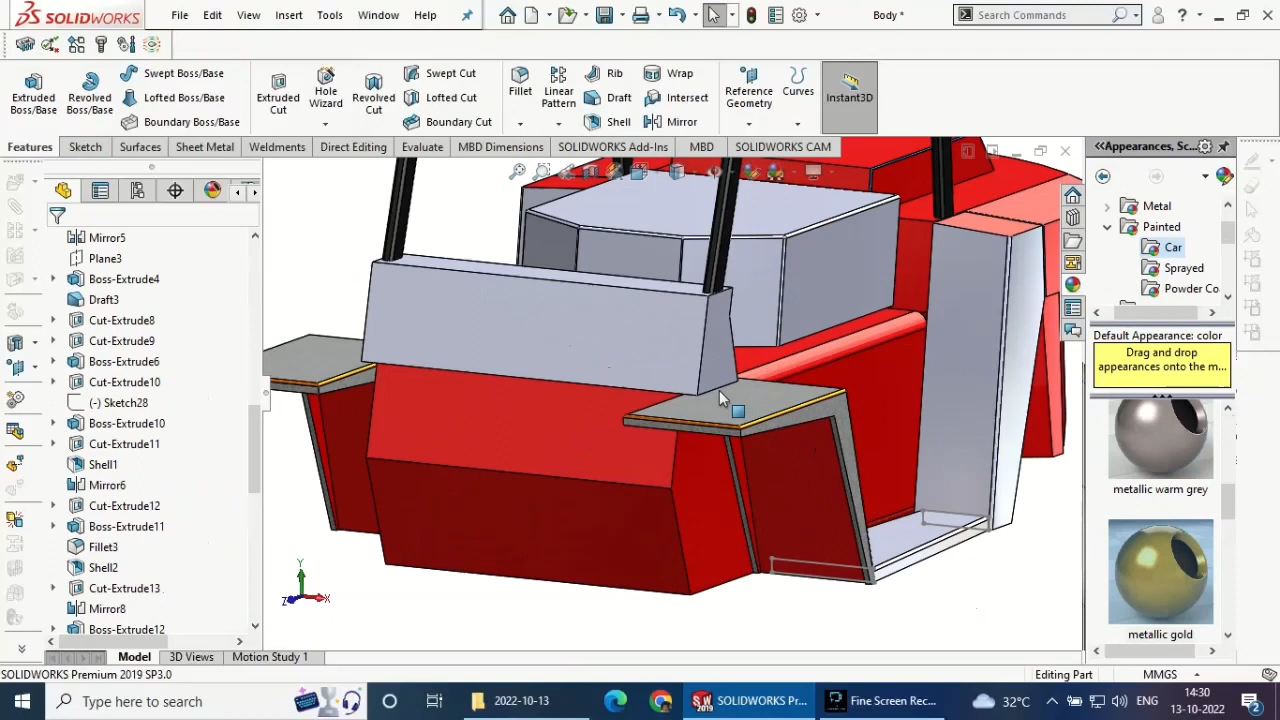 SOLIDWORKS
File Edit View Insert Tools Window Help
Body *
Search Commands
Extruded Boss/Base
Revolved Boss/Base
Swept Boss/Base
Lofted Boss/Base
Boundary Boss/Base
Extruded Cut
Hole Wizard
Revolved Cut
Swept Cut
Lofted Cut
Boundary Cut
Fillet
Linear Pattern
Rib
Draft
Shell
Wrap
Intersect
Mirror
Reference Geometry
Curves
Instant3D
Features Sketch Surfaces Sheet Metal Weldments Direct Editing Evaluate MBD Dimensions SOLIDWORKS Add-Ins MBD SOLIDWORKS CAM
Mirror5
Plane3
Boss-Extrude4
Draft3
Cut-Extrude8
Cut-Extrude9
Boss-Extrude6
Cut-Extrude10
(-) Sketch28
Boss-Extrude10
Cut-Extrude11
Shell1
Mirror6
Cut-Extrude12
Boss-Extrude11
Fillet3
Shell2
Cut-Extrude13
Mirror8
Boss-Extrude12
Y
Z
X
Appearances, Sc...
Metal
Painted
Car
Sprayed
Powder Co
Default Appearance: color
Drag and drop
appearances onto the m...
metallic warm grey
metallic gold
Model 3D Views Motion Study 1
SOLIDWORKS Premium 2019 SP3.0
Editing Part
MMGS
Type here to search
2022-10-13
SOLIDWORKS Pr...
Fine Screen Rec...
32°C
ENG
14:30
13-10-2022
2